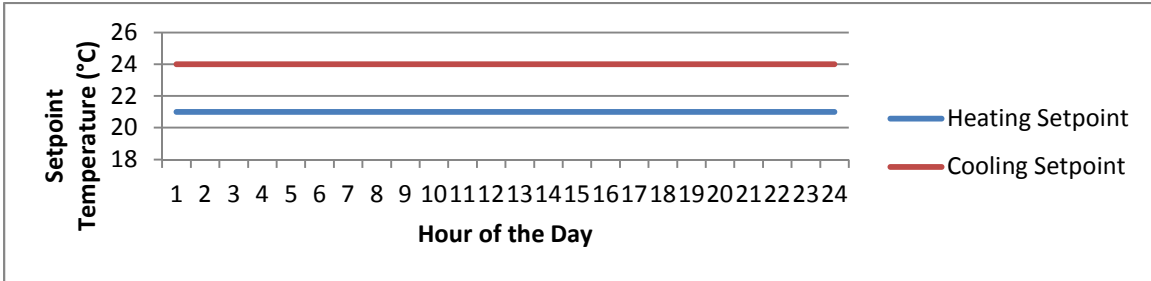 Setpoint
Temperature (°C)
26
24
22
20
18
1 2 3 4 5 6 7 8 9 10 11 12 13 14 15 16 17 18 19 20 21 22 23 24
Hour of the Day
Heating Setpoint
Cooling Setpoint